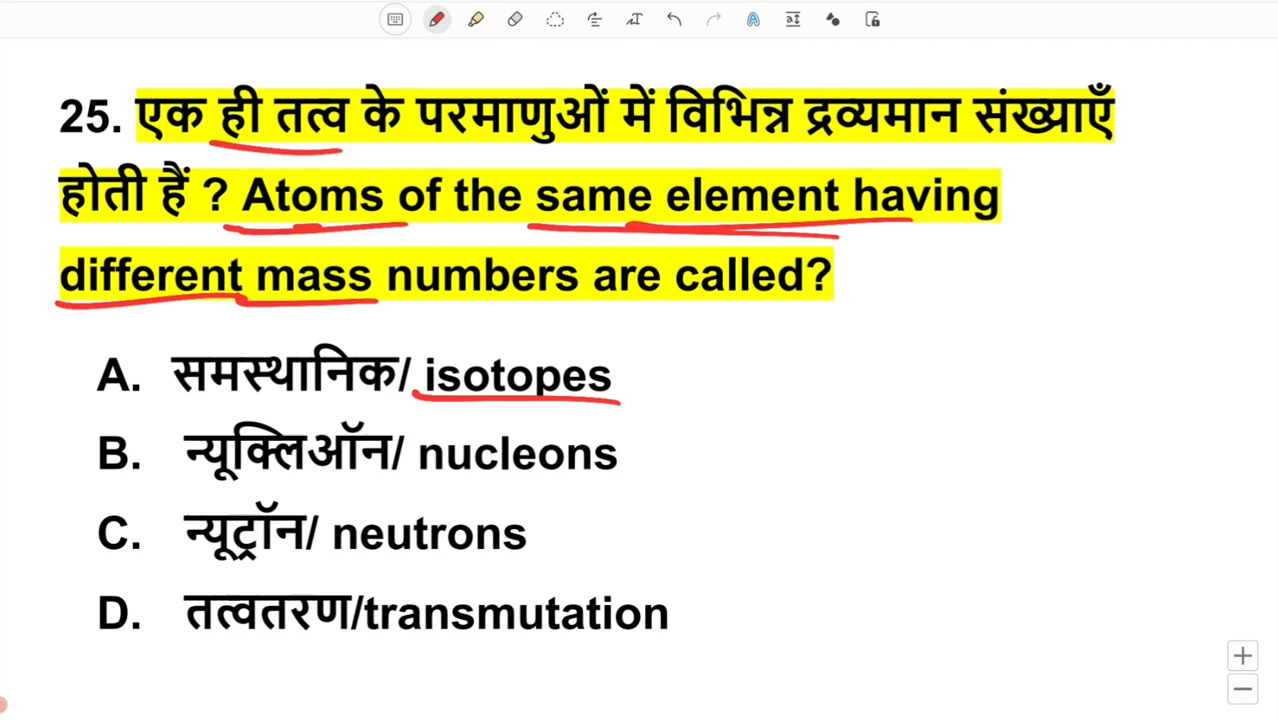 25. एक ही तत्व के परमाणुओं में विभिन्न द्रव्यमान संख्याएँ
होती हैं ? Atoms of the same element having
different mass numbers are called?
A. समस्थानिक/ isotopes
B. न्यूक्लिऑन/ nucleons
C. न्यूट्रॉन/ neutrons
D. तत्वतरण/transmutation